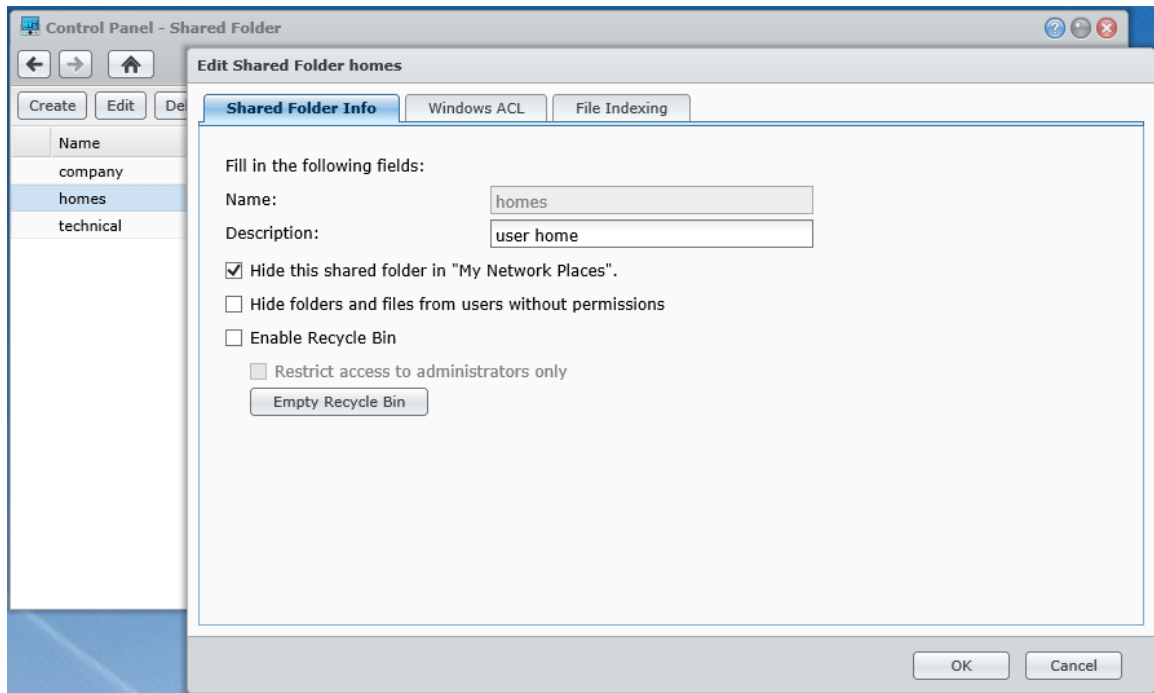 Control Panel - Shared Folder
Edit Shared Folder homes
Create Edit
Shared Folder Info Windows ACL File Indexing
Name
company
homes
technical
Fill in the following fields:
Name: homes
Description: user home
Hide this shared folder in "My Network Places".
Hide folders and files from users without permissions
Enable Recycle Bin
Restrict access to administrators only
Empty Recycle Bin
OK Cancel